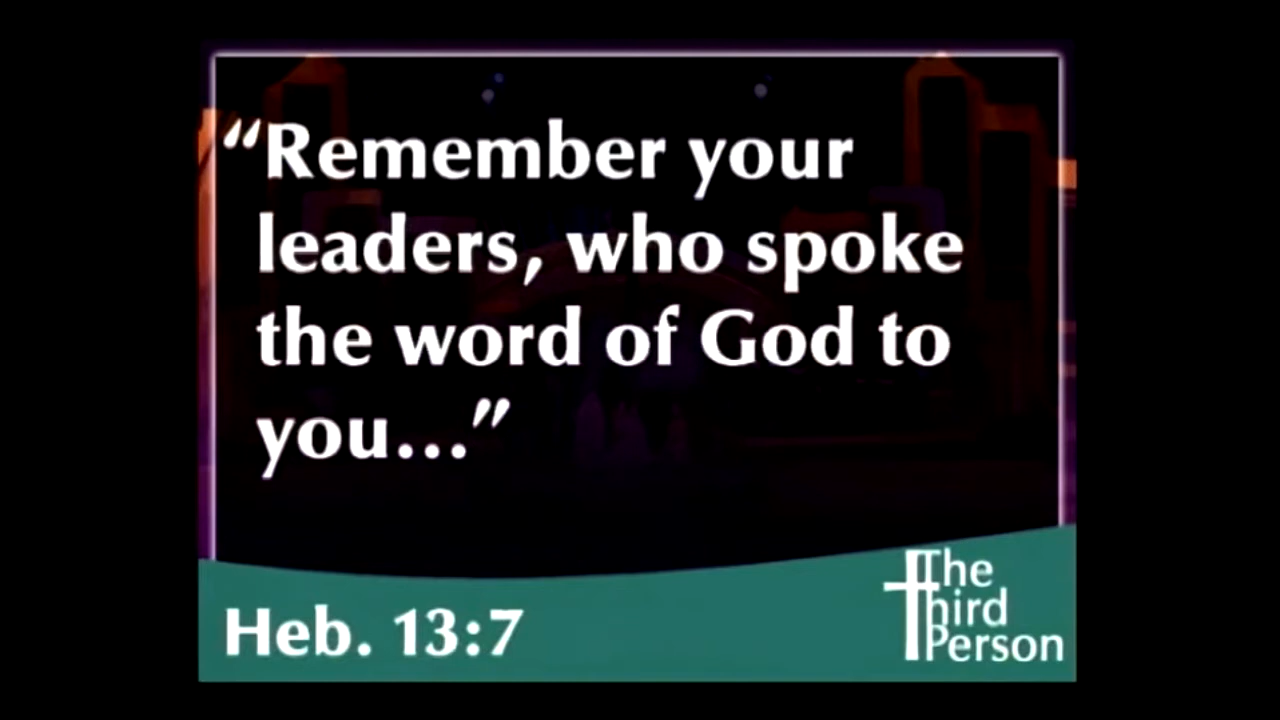 “Remember your
leaders, who spoke
the word of God to
you...”
Heb. 13:7
The
Third
Person